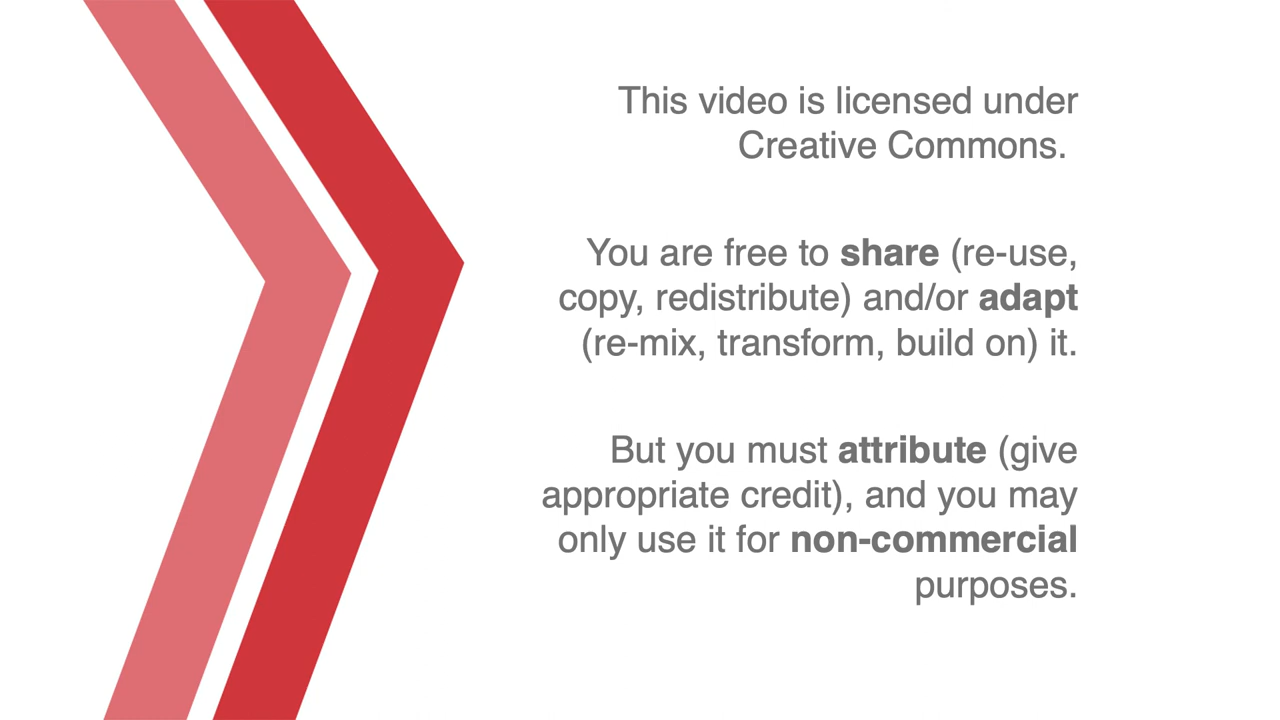 This video is licensed under
Creative Commons.
You are free to share (re-use,
copy, redistribute) and/or adapt
(re-mix, transform, build on) it.
But you must attribute (give
appropriate credit), and you may
only use it for non-commercial
purposes.